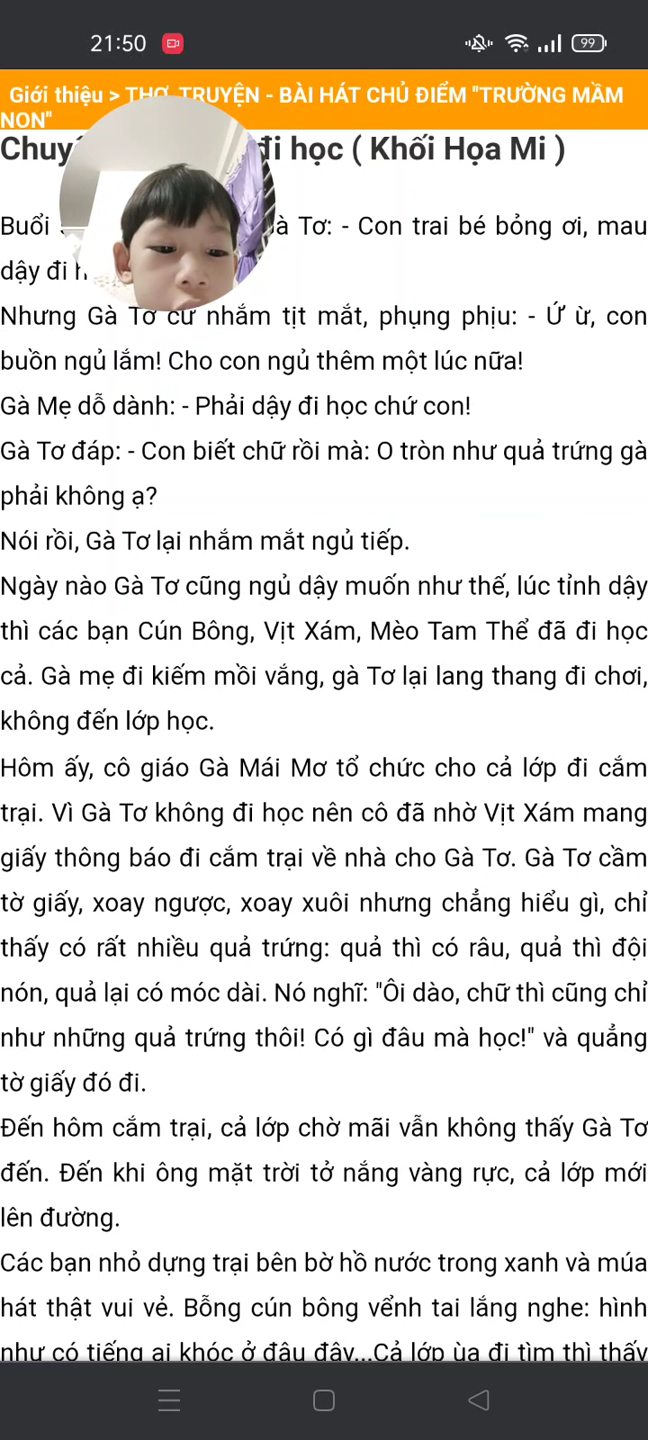 21:50
99
Giới thiệu > THƠ, TRUYỆN - BÀI HÁT CHỦ ĐIỂM "TRƯỜNG MẦM
NON"
đi học ( Khối Họa Mi )
Buổi Tơ: - Con trai bé bỏng ơi, mau
dậy đi
Nhưng Gà Tơ cứ nhắm tịt mắt, phụng phịu: - Ứ ừ, con
buồn ngủ lắm! Cho con ngủ thêm một lúc nữa!
Gà Mẹ dỗ dành: - Phải dậy đi học chứ con!
Gà Tơ đáp: - Con biết chữ rồi mà: O tròn như quả trứng gà
phải không ạ?
Nói rồi, Gà Tơ lại nhắm mắt ngủ tiếp.
Ngày nào Gà Tơ cũng ngủ dậy muốn như thế, lúc tỉnh dậy
thì các bạn Cún Bông, Vịt Xám, Mèo Tam Thể đã đi học
cả. Gà mẹ đi kiếm mồi vắng, gà Tơ lại lang thang đi chơi,
không đến lớp học.
Hôm ấy, cô giáo Gà Mái Mơ tổ chức cho cả lớp đi cắm
trại. Vì Gà Tơ không đi học nên cô đã nhờ Vịt Xám mang
giấy thông báo đi cắm trại về nhà cho Gà Tơ. Gà Tơ cầm
tờ giấy, xoay ngược, xoay xuôi nhưng chẳng hiểu gì, chỉ
thấy có rất nhiều quả trứng: quả thì có râu, quả thì đội
nón, quả lại có móc dài. Nó nghĩ: "Ôi dào, chữ thì cũng chỉ
như những quả trứng thôi! Có gì đâu mà học!" và quẳng
tờ giấy đó đi.
Đến hôm cắm trại, cả lớp chờ mãi vẫn không thấy Gà Tơ
đến. Đến khi ông mặt trời tở nắng vàng rực, cả lớp mới
lên đường.
Các bạn nhỏ dựng trại bên bờ hồ nước trong xanh và múa
hát thật vui vẻ. Bỗng cún bông vểnh tai lắng nghe: hình
như có tiếng ai khóc ở đâu đây...Cả lớp ùa đi tìm thì thấy